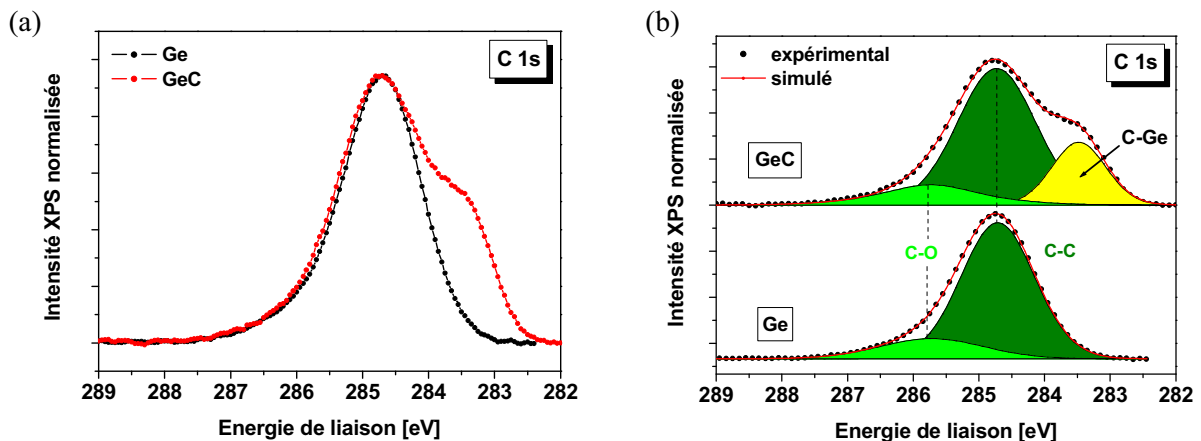 (a)
Ge
GeC
C 1s
Intensité XPS normalisée
289 288 287 286 285 284 283 282
Energie de liaison [eV]
(b)
expérimental
simulé
C 1s
C-Ge
GeC
C-O
C-C
Ge
Intensité XPS normalisée
289 288 287 286 285 284 283 282
Energie de liaison [eV]